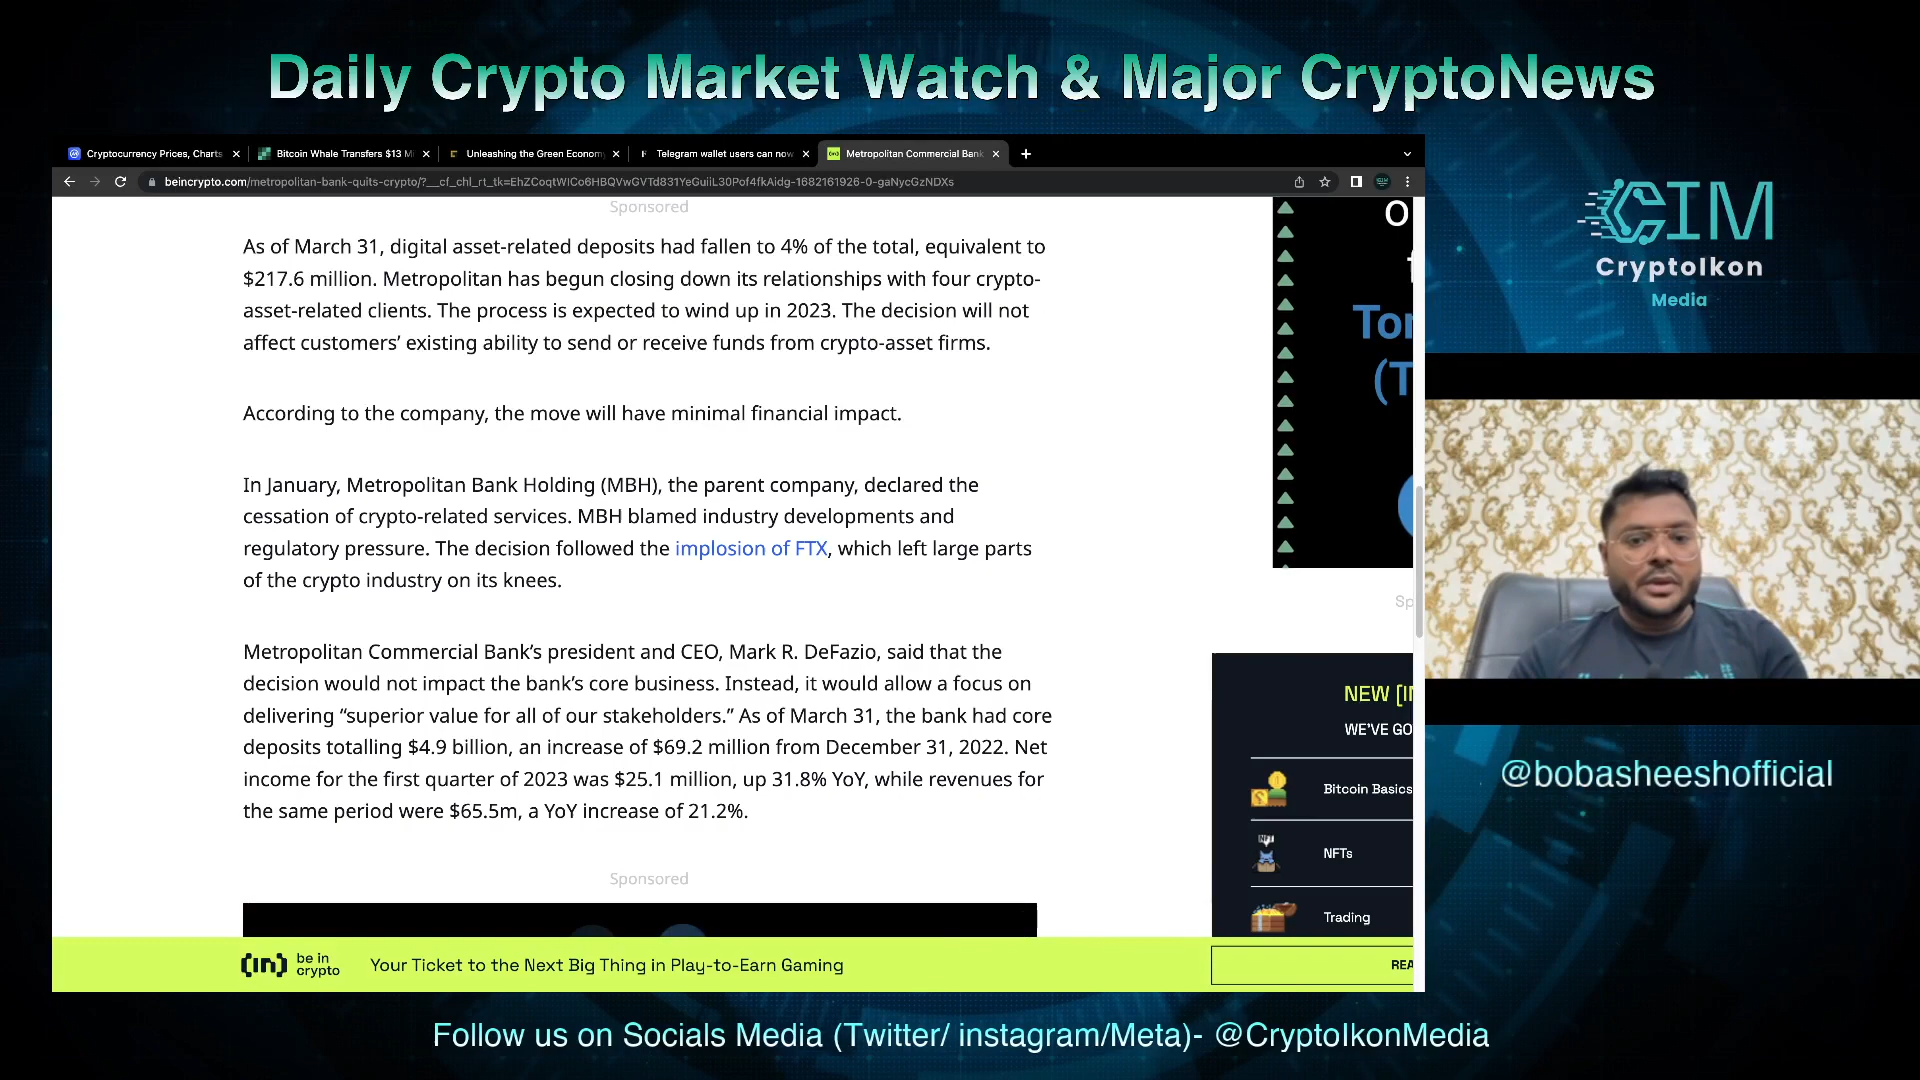 Daily Crypto Market Watch & Major CryptoNews
Cryptocurrency Prices, Charts
Bitcoin Whale Transfers $13 M
Unleashing the Green Economy
Telegram wallet users can now
Metropolitan Commercial Bank
beincrypto.com/metropolitan-bank-quits-crypto/?__cf_chl_rt_tk=EhZCoqtWICo6HBQVwGVTd831YeGuiiL30Pof4fkAidg-1682161926-0-gaNycGzNDXs
CIM
CryptoIkon
Media
Sponsored
As of March 31, digital asset-related deposits had fallen to 4% of the total, equivalent to
$217.6 million. Metropolitan has begun closing down its relationships with four crypto-
asset-related clients. The process is expected to wind up in 2023. The decision will not
affect customers’ existing ability to send or receive funds from crypto-asset firms.
According to the company, the move will have minimal financial impact.
In January, Metropolitan Bank Holding (MBH), the parent company, declared the
cessation of crypto-related services. MBH blamed industry developments and
regulatory pressure. The decision followed the implosion of FTX, which left large parts
of the crypto industry on its knees.
Metropolitan Commercial Bank’s president and CEO, Mark R. DeFazio, said that the
decision would not impact the bank’s core business. Instead, it would allow a focus on
delivering “superior value for all of our stakeholders.” As of March 31, the bank had core
deposits totalling $4.9 billion, an increase of $69.2 million from December 31, 2022. Net
income for the first quarter of 2023 was $25.1 million, up 31.8% YoY, while revenues for
the same period were $65.5m, a YoY increase of 21.2%.
Sponsored
NEW [I
WE'VE GO
Bitcoin Basics
NFTs
Trading
@bobasheeshofficial
(in) be in
crypto
Your Ticket to the Next Big Thing in Play-to-Earn Gaming
REA
Follow us on Socials Media (Twitter/ instagram/Meta)- @CryptoIkonMedia